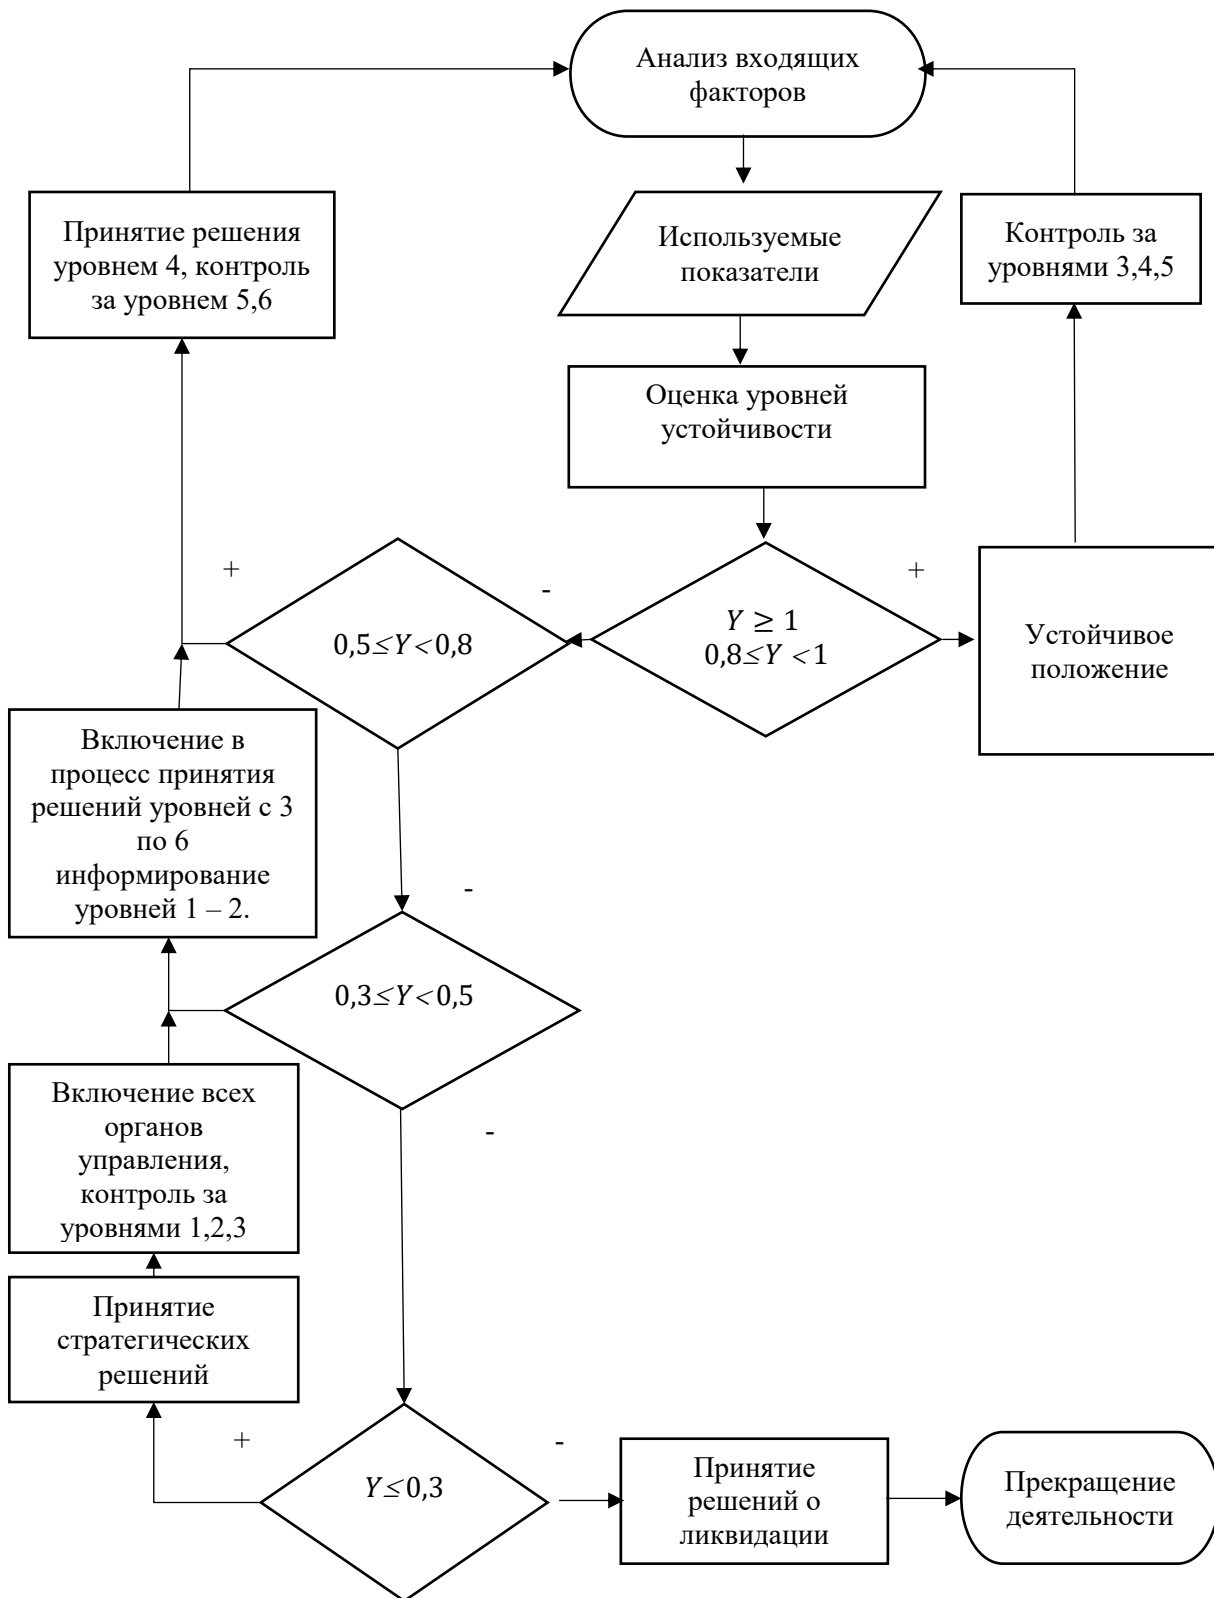 Анализ входящих
факторов
Принятие решения
уровнем 4, контроль
за уровнем 5,6
Используемые
показатели
Контроль за
уровнями 3,4,5
Оценка уровней
устойчивости
+
-
+
0,5≤Y<0,8
Y ≥ 1
0,8≤Y <1
Устойчивое
положение
Включение в
процесс принятия
решений уровней с 3
по 6
информирование
уровней 1 – 2.
-
0,3≤Y<0,5
Включение всех
органов
управления,
контроль за
уровнями 1,2,3
-
Принятие
стратегических
решений
+
-
Y≤0,3
Принятие
решений о
ликвидации
Прекращение
деятельности